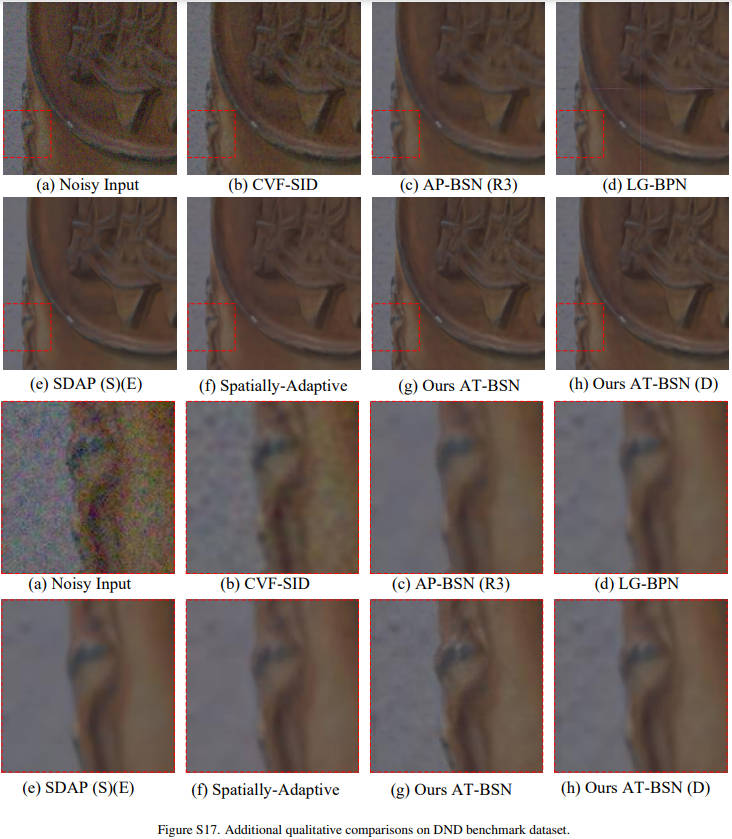 (a) Noisy Input (b) CVF-SID (c) AP-BSN (R3) (d) LG-BPN
(e) SDAP (S)(E) (f) Spatially-Adaptive (g) Ours AT-BSN (h) Ours AT-BSN (D)
(a) Noisy Input (b) CVF-SID (c) AP-BSN (R3) (d) LG-BPN
(e) SDAP (S)(E) (f) Spatially-Adaptive (g) Ours AT-BSN (h) Ours AT-BSN (D)
Figure S17. Additional qualitative comparisons on DND benchmark dataset.